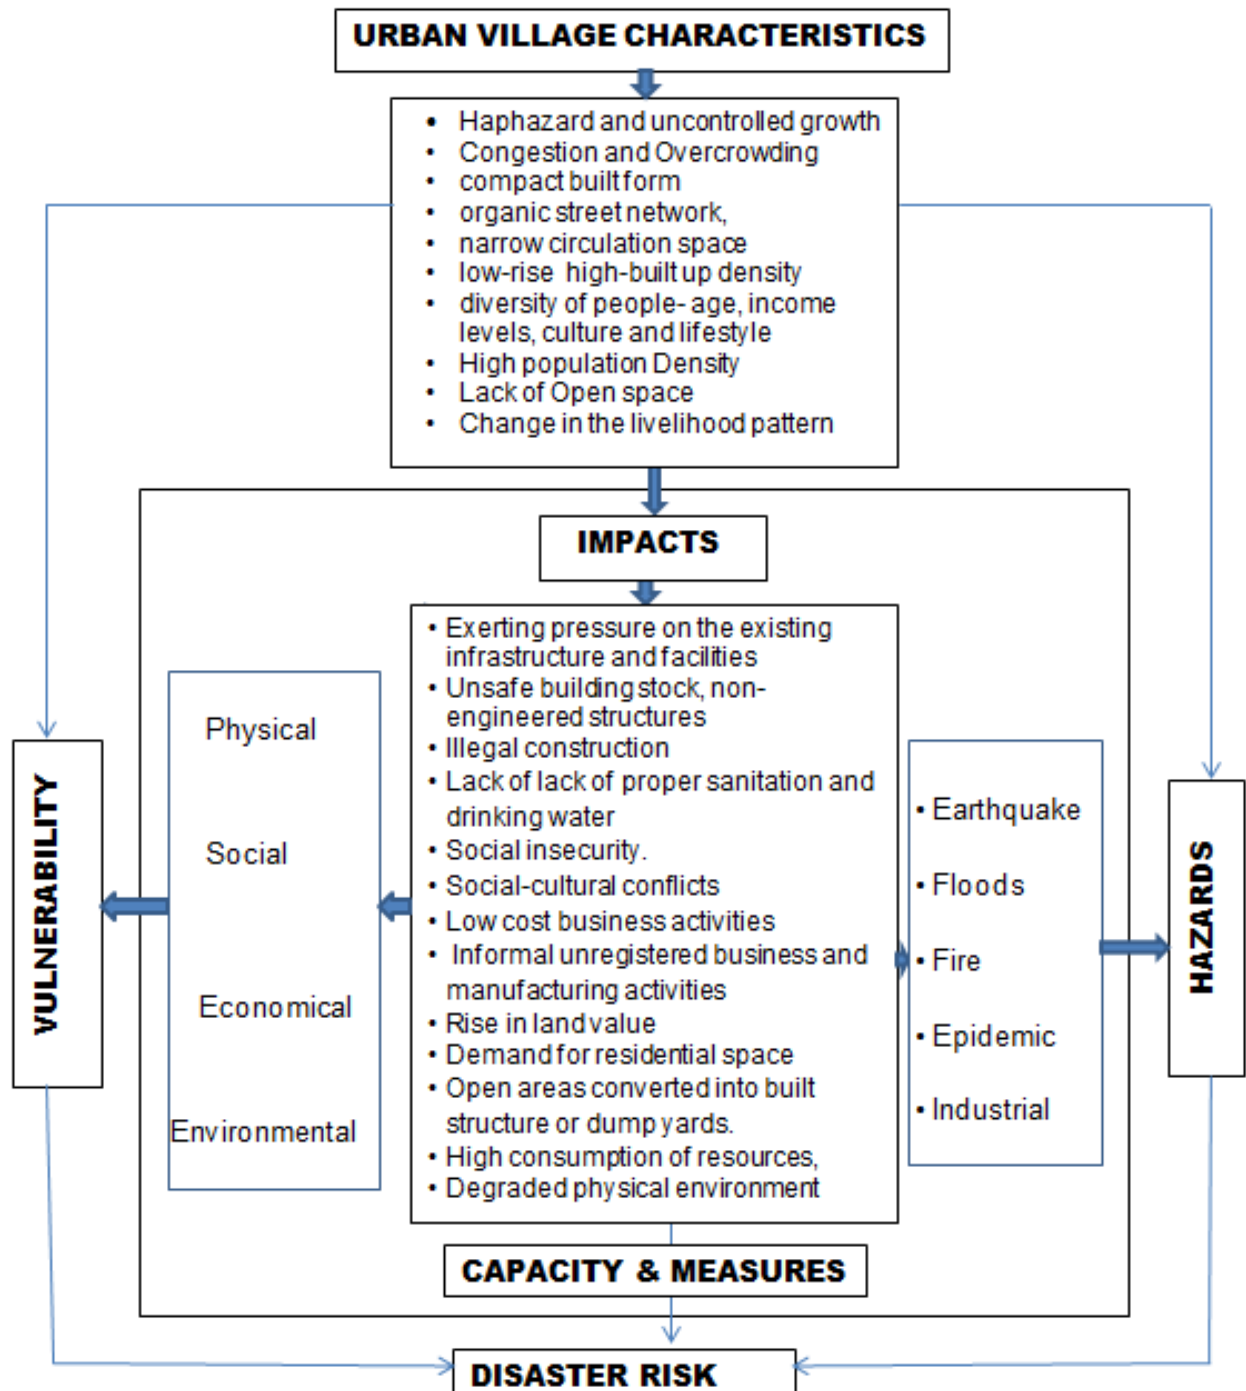 URBAN VILLAGE CHARACTERISTICS
• Haphazard and uncontrolled growth
• Congestion and Overcrowding
• compact built form
• organic street network,
• narrow circulation space
• low-rise high-built up density
• diversity of people- age, income
levels, culture and lifestyle
• High population Density
• Lack of Open space
• Change in the livelihood pattern
IMPACTS
• Exerting pressure on the existing
infrastructure and facilities
• Unsafe building stock, non-
engineered structures
• Illegal construction
• Lack of lack of proper sanitation and
drinking water
• Social insecurity.
• Social-cultural conflicts
• Low cost business activities
• Informal unregistered business and
manufacturing activities
• Rise in land value
• Demand for residential space
• Open areas converted into built
structure or dump yards.
• High consumption of resources,
• Degraded physical environment
Physical
Social
Economical
Environmental
VULNERABILITY
• Earthquake
• Floods
• Fire
• Epidemic
• Industrial
HAZARDS
CAPACITY & MEASURES
DISASTER RISK